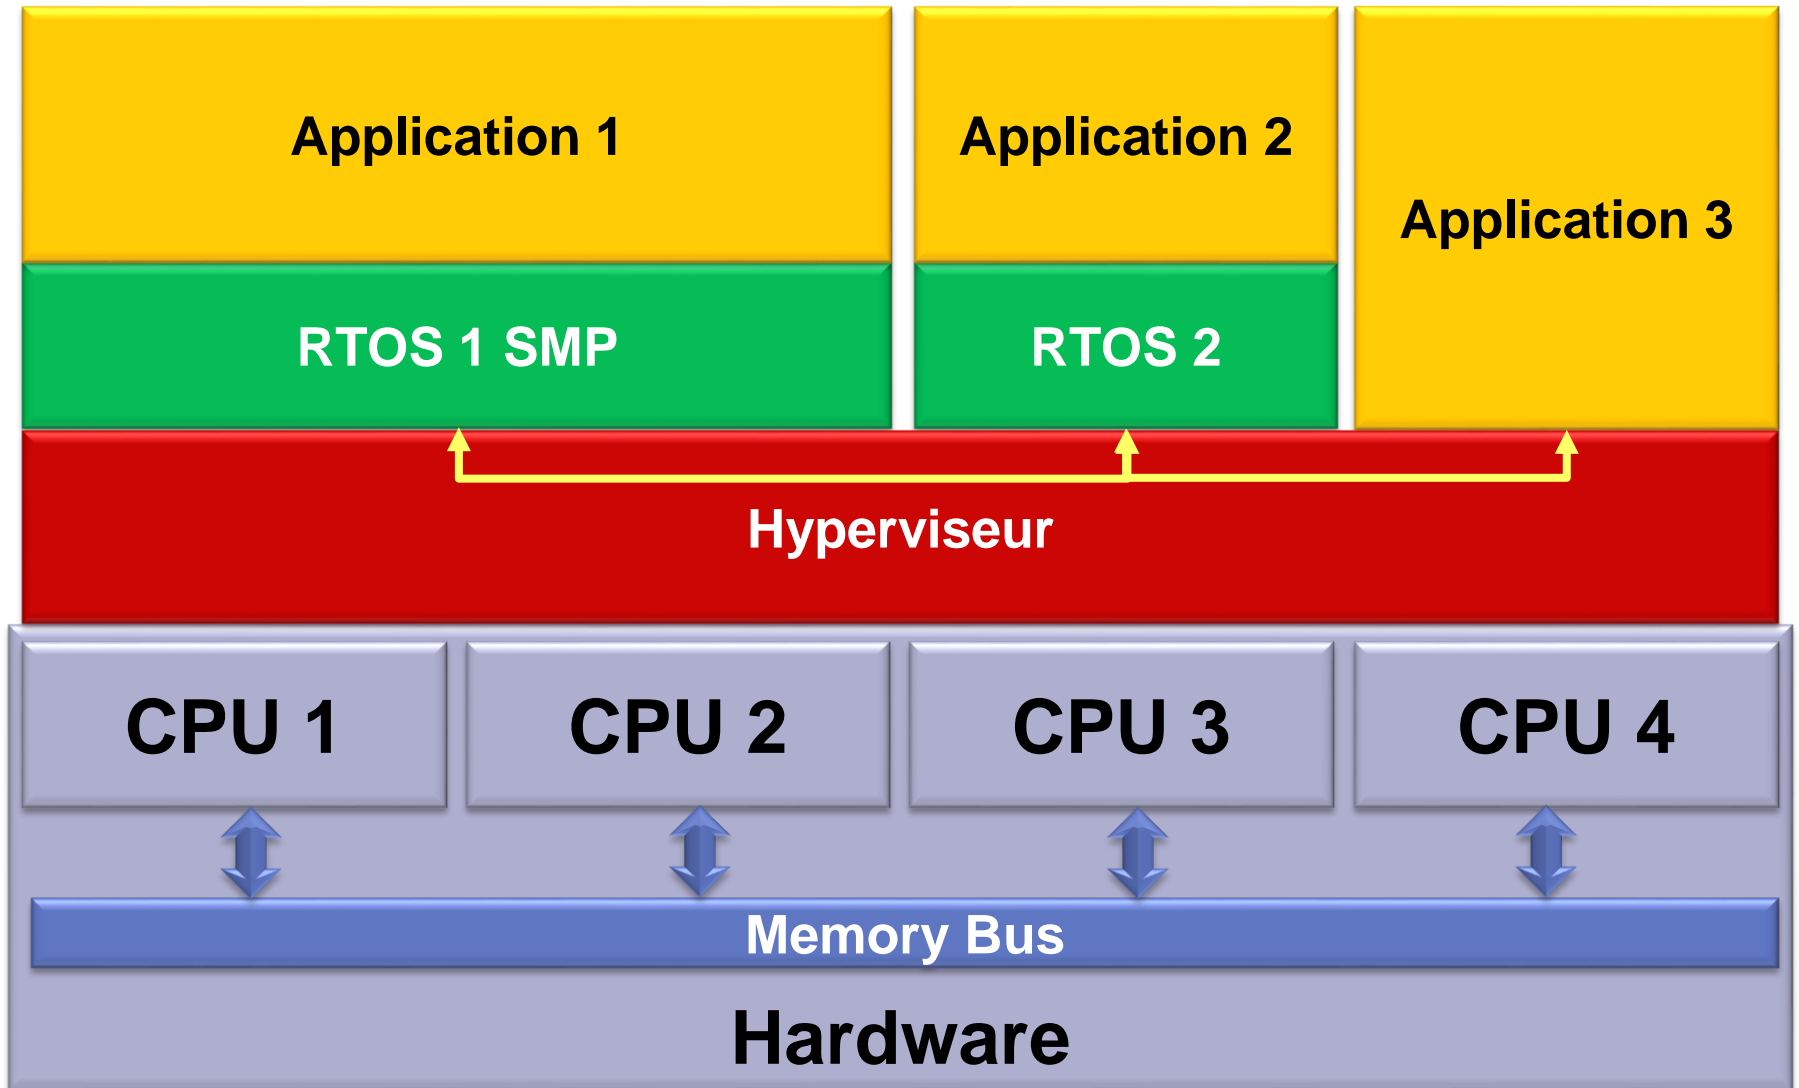 Application 1
Application 2
Application 3
RTOS 1 SMP
RTOS 2
Hyperviseur
CPU 1
CPU 2
CPU 3
CPU 4
Memory Bus
Hardware